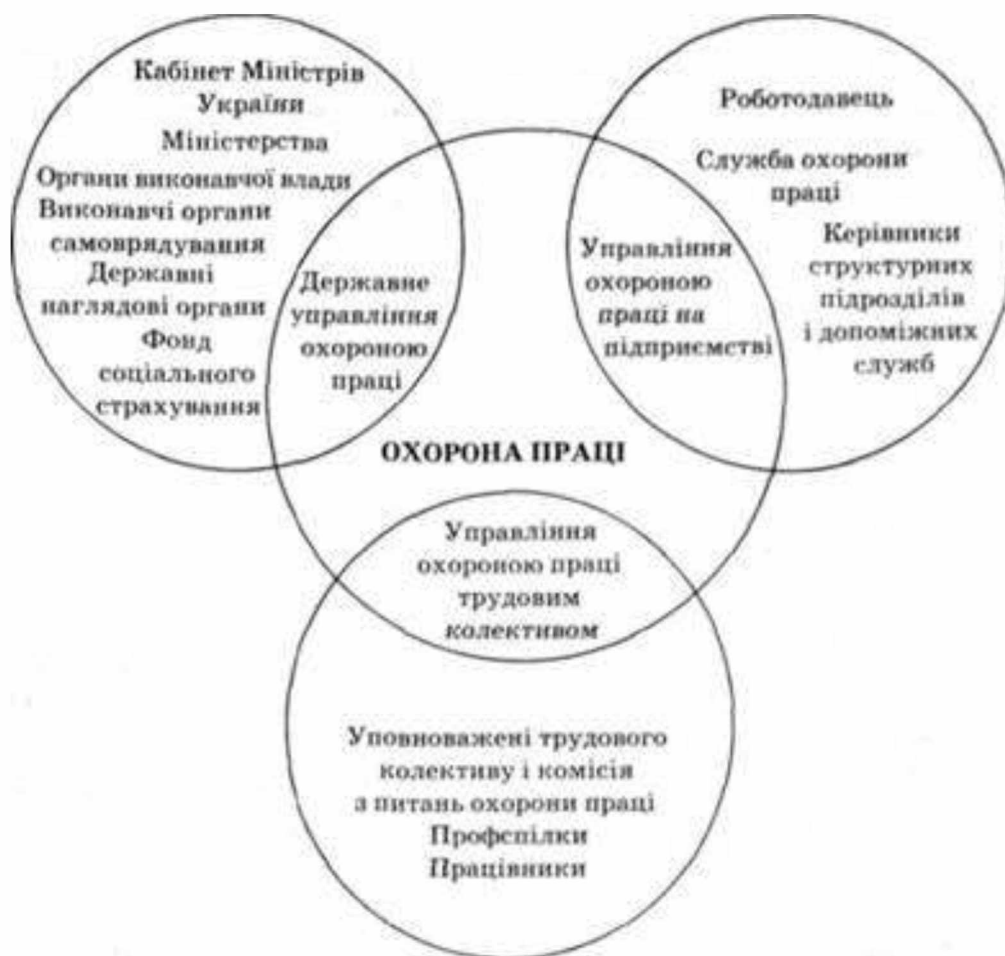 Кабінет Міністрів
України
Міністерства
Органи виконавчої влади
Виконавчі органи
самоврядування
Державні
наглядові органи
Фонд
соціального
страхування
Державне
управління
охороною
праці
Роботодавець
Служба охорони
праці
Керівники
структурних
підрозділів
і допоміжних
служб
Управління
охороною
праці на
підприємстві
ОХОРОНА ПРАЦІ
Управління
охороною праці
трудовим
колективом
Уповноважені трудового
колективу і комісія
з питань охорони праці
Профспілки
Працівники